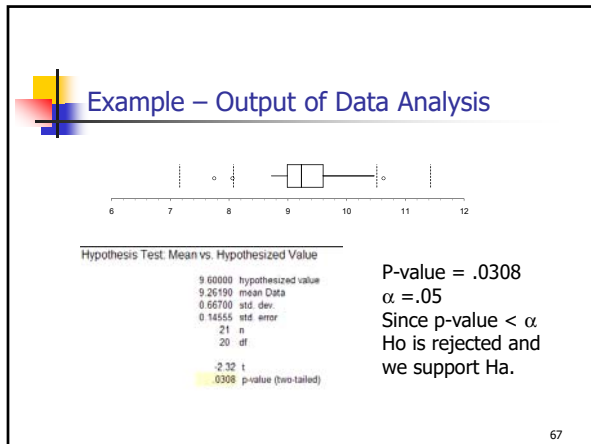 Example – Output of Data Analysis
6 7 8 9 10 11 12
Hypothesis Test: Mean vs. Hypothesized Value
9.60000 hypothesized value
9.26190 mean Data
0.66700 std. dev.
0.14555 std. error
21 n
20 df
-2.32 t
.0308 p-value (two-tailed)
P-value = .0308
α =.05
Since p-value < α
Ho is rejected and
we support Ha.
67